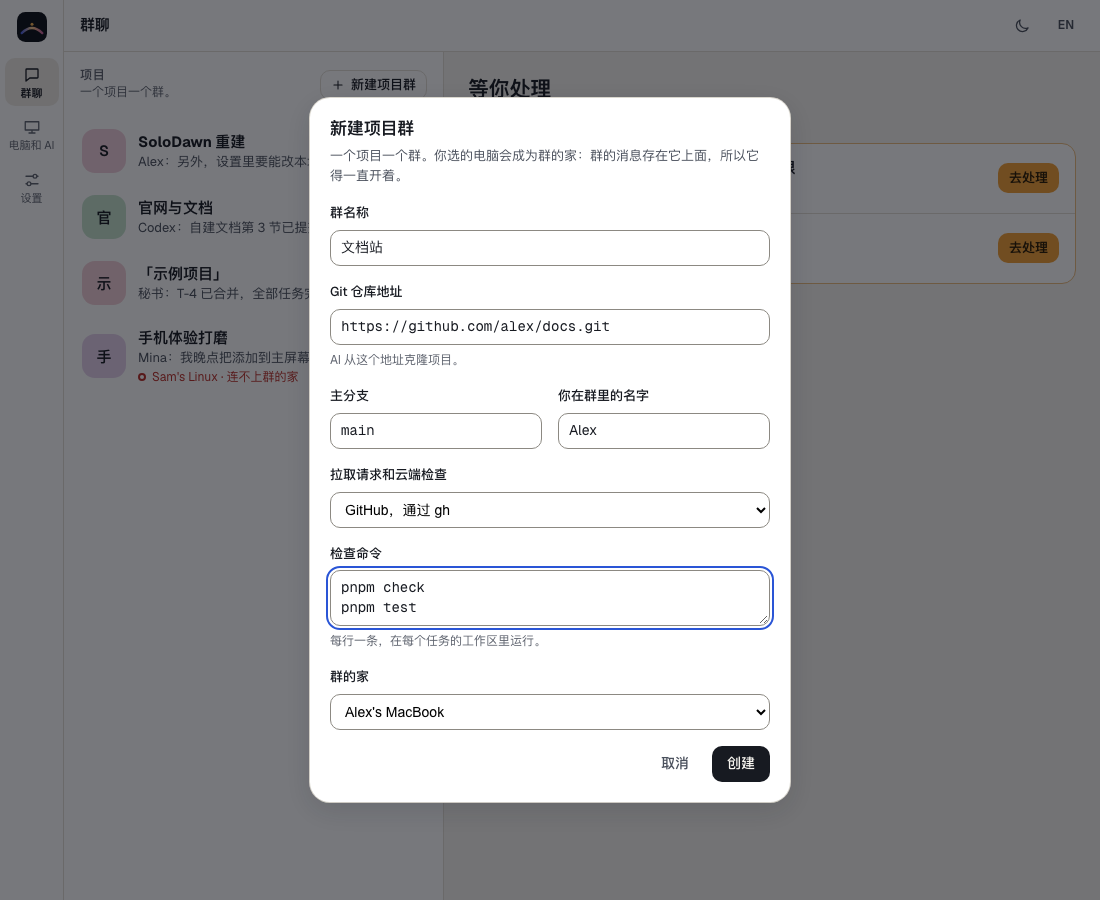 群聊
EN
群聊
电脑和 AI
设置
项目
一个项目一个群。
+ 新建项目群
S
SoloDawn 重建
Alex：另外，设置里要能改本
官
官网与文档
Codex：自建文档第 3 节已提
示
「示例项目」
秘书：T-4 已合并，全部任务完
手
手机体验打磨
Mina：我晚点把添加到主屏幕
Sam's Linux · 连不上群的家
等你处理
去处理
去处理
新建项目群
一个项目一个群。你选的电脑会成为群的家：群的消息存在它上面，所以它
得一直开着。
群名称
文档站
Git 仓库地址
https://github.com/alex/docs.git
AI 从这个地址克隆项目。
主分支
你在群里的名字
main
Alex
拉取请求和云端检查
GitHub，通过 gh
检查命令
pnpm check
pnpm test
每行一条，在每个任务的工作区里运行。
群的家
Alex's MacBook
取消
创建